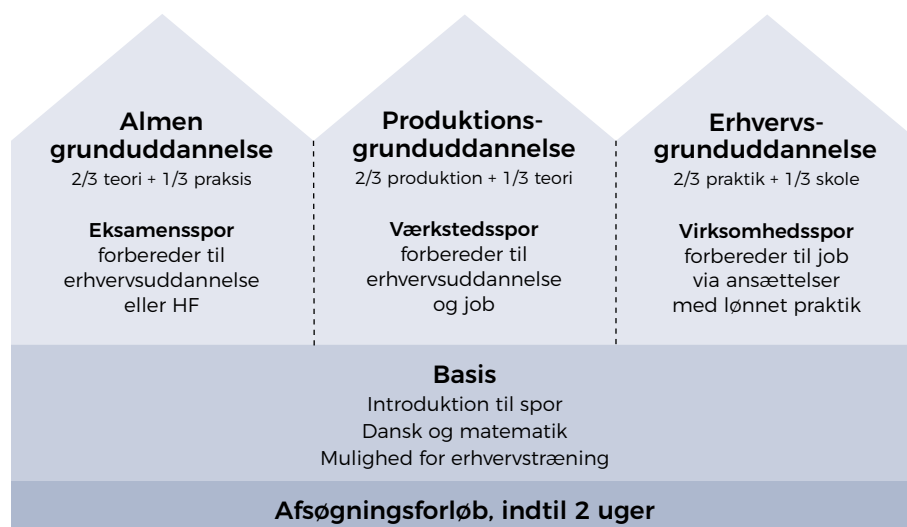 Almen
grunduddannelse
2/3 teori + 1/3 praksis
Eksamensspor
forbereder til
erhvervsuddannelse
eller HF
Produktions-
grunduddannelse
2/3 produktion + 1/3 teori
Værkstedsspor
forbereder til
erhvervsuddannelse
og job
Erhvervs-
grunduddannelse
2/3 praktik + 1/3 skole
Virksomhedsspor
forbereder til job
via ansættelser
med lønnet praktik
Basis
Introduktion til spor
Dansk og matematik
Mulighed for erhvervstræning
Afsøgningsforløb, indtil 2 uger